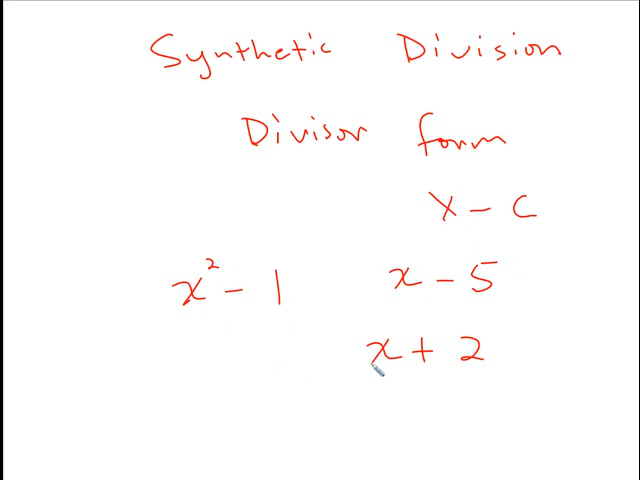 Synthetic Division
Divisor form
x - c
x² - 1 x - 5
x + 2